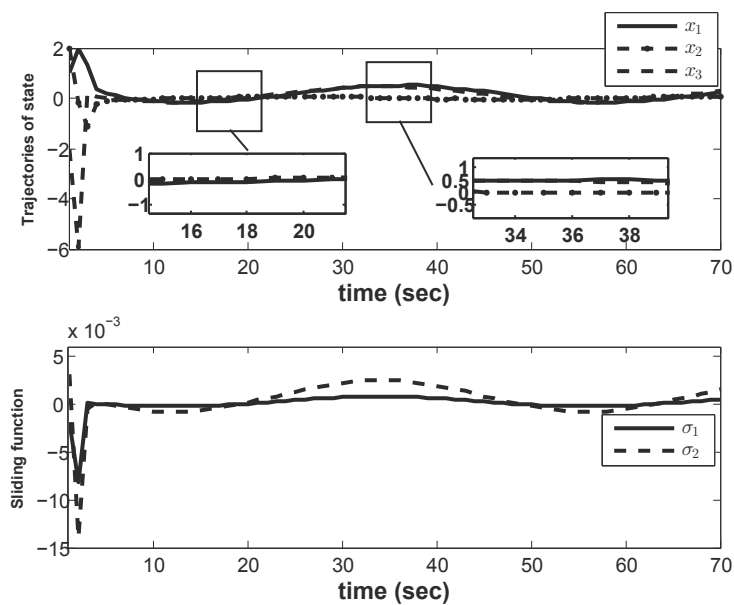 x₁
x₂
x₃
Trajectories of state
2
0
−2
−4
−6
1
0
−1
16 18 20
1
0.5
0
−0.5
34 36 38
10 20 30 40 50 60 70
time (sec)
x 10⁻³
Sliding function
5
0
−5
−10
−15
σ₁
σ₂
10 20 30 40 50 60 70
time (sec)